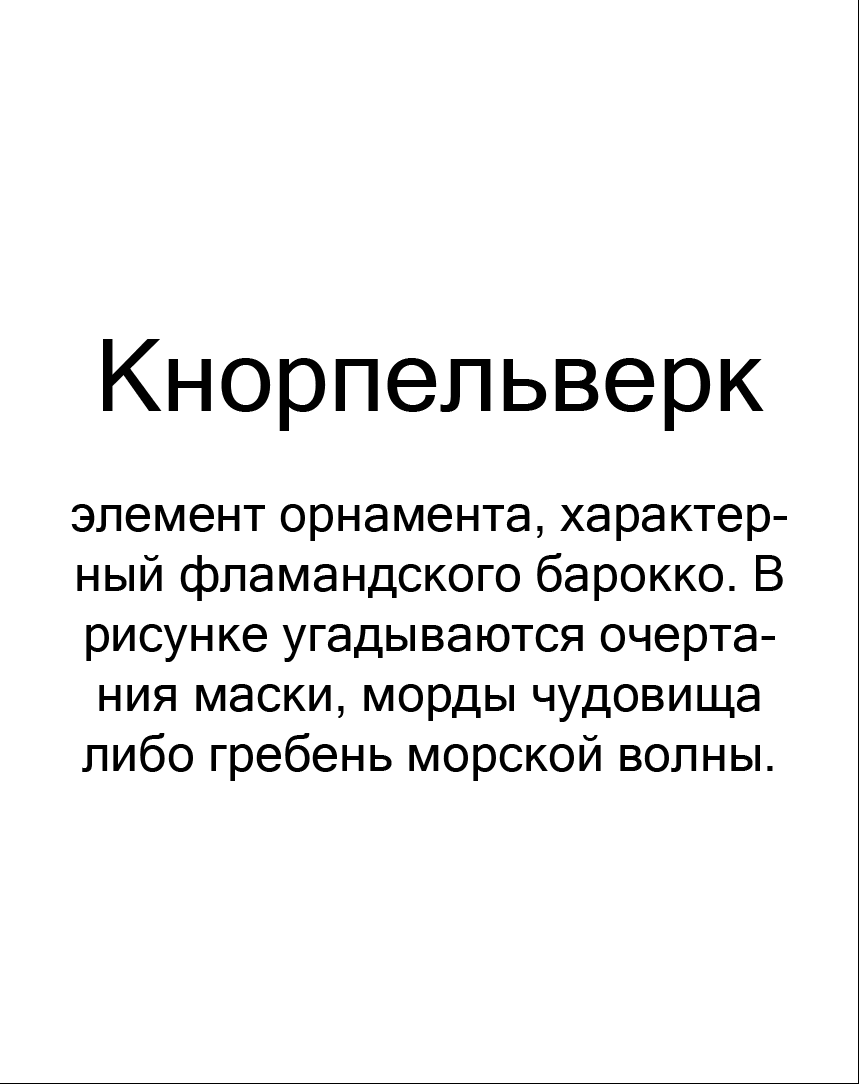 Кнорпельверк
элемент орнамента, характер-
ный фламандского барокко. В
рисунке угадываются очерта-
ния маски, морды чудовища
либо гребень морской волны.